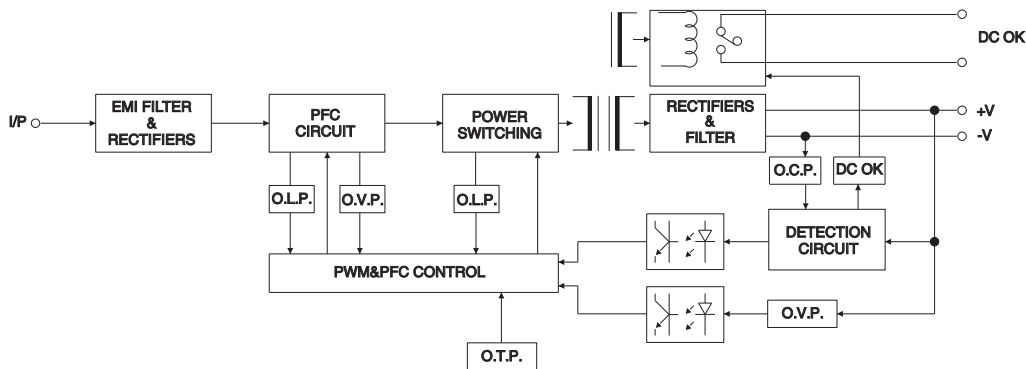 DC OK
I/P
EMI FILTER
&
RECTIFIERS
PFC
CIRCUIT
POWER
SWITCHING
RECTIFIERS
&
FILTER
+V
-V
O.L.P.
O.V.P.
O.L.P.
O.C.P.
DC OK
DETECTION
CIRCUIT
PWM&PFC CONTROL
O.V.P.
O.T.P.